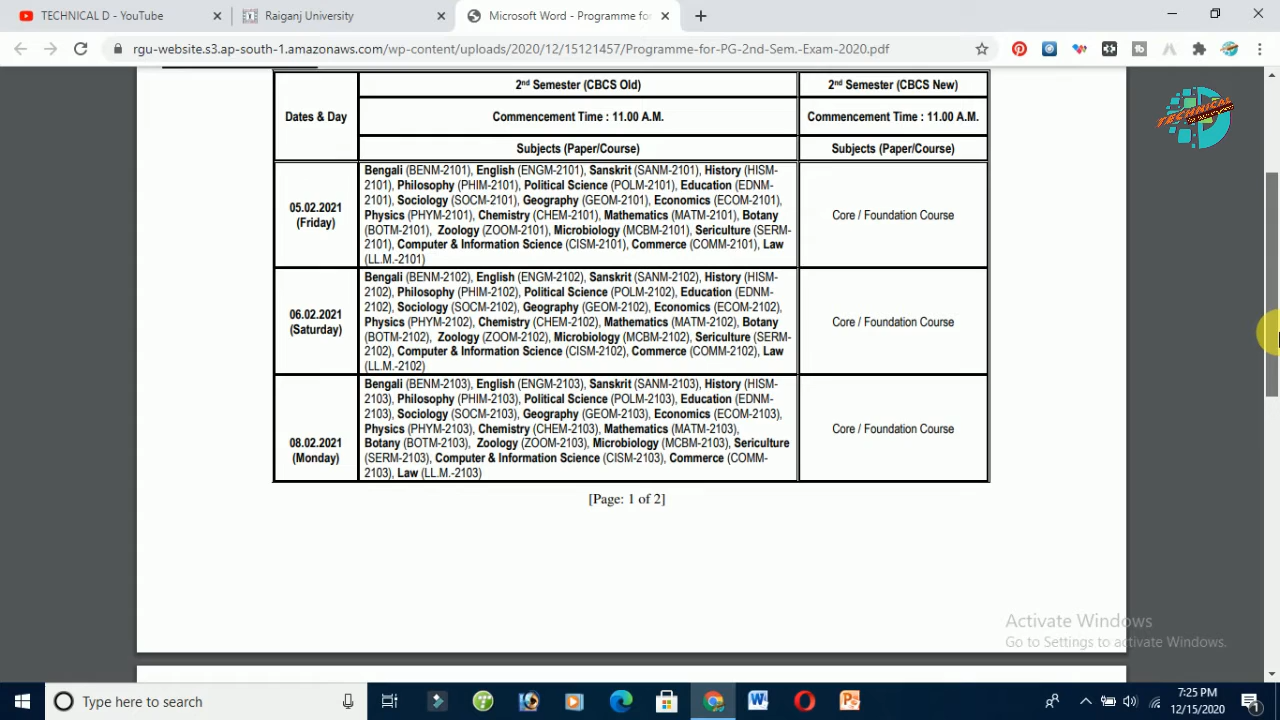 TECHNICAL D - YouTube
Raiganj University
Microsoft Word - Programme for
rgu-website.s3.ap-south-1.amazonaws.com/wp-content/uploads/2020/12/15121457/Programme-for-PG-2nd-Sem.-Exam-2020.pdf
TECHNICAL
Dates & Day
2nd Semester (CBCS Old)
2nd Semester (CBCS New)
Commencement Time : 11.00 A.M.
Commencement Time : 11.00 A.M.
Subjects (Paper/Course)
Subjects (Paper/Course)
05.02.2021
(Friday)
Bengali (BENM-2101), English (ENGM-2101), Sanskrit (SANM-2101), History (HISM-
2101), Philosophy (PHIM-2101), Political Science (POLM-2101), Education (EDNM-
2101), Sociology (SOCM-2101), Geography (GEOM-2101), Economics (ECOM-2101),
Physics (PHYM-2101), Chemistry (CHEM-2101), Mathematics (MATM-2101), Botany
(BOTM-2101), Zoology (ZOOM-2101), Microbiology (MCBM-2101), Sericulture (SERM-
2101), Computer & Information Science (CISM-2101), Commerce (COMM-2101), Law
(LL.M.-2101)
Core / Foundation Course
06.02.2021
(Saturday)
Bengali (BENM-2102), English (ENGM-2102), Sanskrit (SANM-2102), History (HISM-
2102), Philosophy (PHIM-2102), Political Science (POLM-2102), Education (EDNM-
2102), Sociology (SOCM-2102), Geography (GEOM-2102), Economics (ECOM-2102),
Physics (PHYM-2102), Chemistry (CHEM-2102), Mathematics (MATM-2102), Botany
(BOTM-2102), Zoology (ZOOM-2102), Microbiology (MCBM-2102), Sericulture (SERM-
2102), Computer & Information Science (CISM-2102), Commerce (COMM-2102), Law
(LL.M.-2102)
Core / Foundation Course
08.02.2021
(Monday)
Bengali (BENM-2103), English (ENGM-2103), Sanskrit (SANM-2103), History (HISM-
2103), Philosophy (PHIM-2103), Political Science (POLM-2103), Education (EDNM-
2103), Sociology (SOCM-2103), Geography (GEOM-2103), Economics (ECOM-2103),
Physics (PHYM-2103), Chemistry (CHEM-2103), Mathematics (MATM-2103),
Botany (BOTM-2103), Zoology (ZOOM-2103), Microbiology (MCBM-2103), Sericulture
(SERM-2103), Computer & Information Science (CISM-2103), Commerce (COMM-
2103), Law (LL.M.-2103)
Core / Foundation Course
[Page: 1 of 2]
Activate Windows
Go to Settings to activate Windows.
Type here to search
7:25 PM
12/15/2020